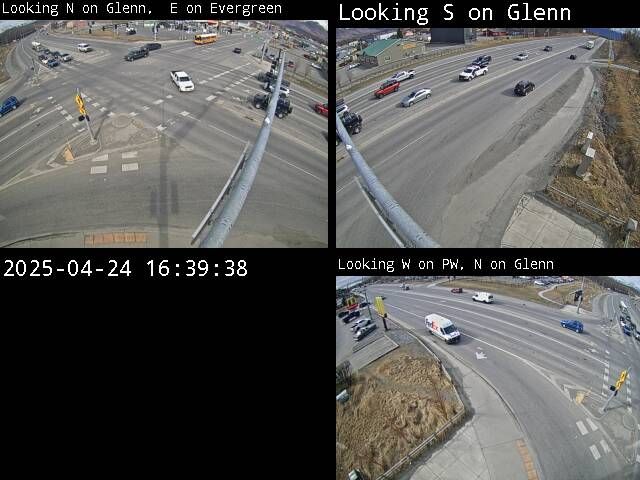 Looking N on Glenn, E on Evergreen
Looking S on Glenn
2025-04-24 16:39:38
Looking W on PW, N on Glenn
FedEx